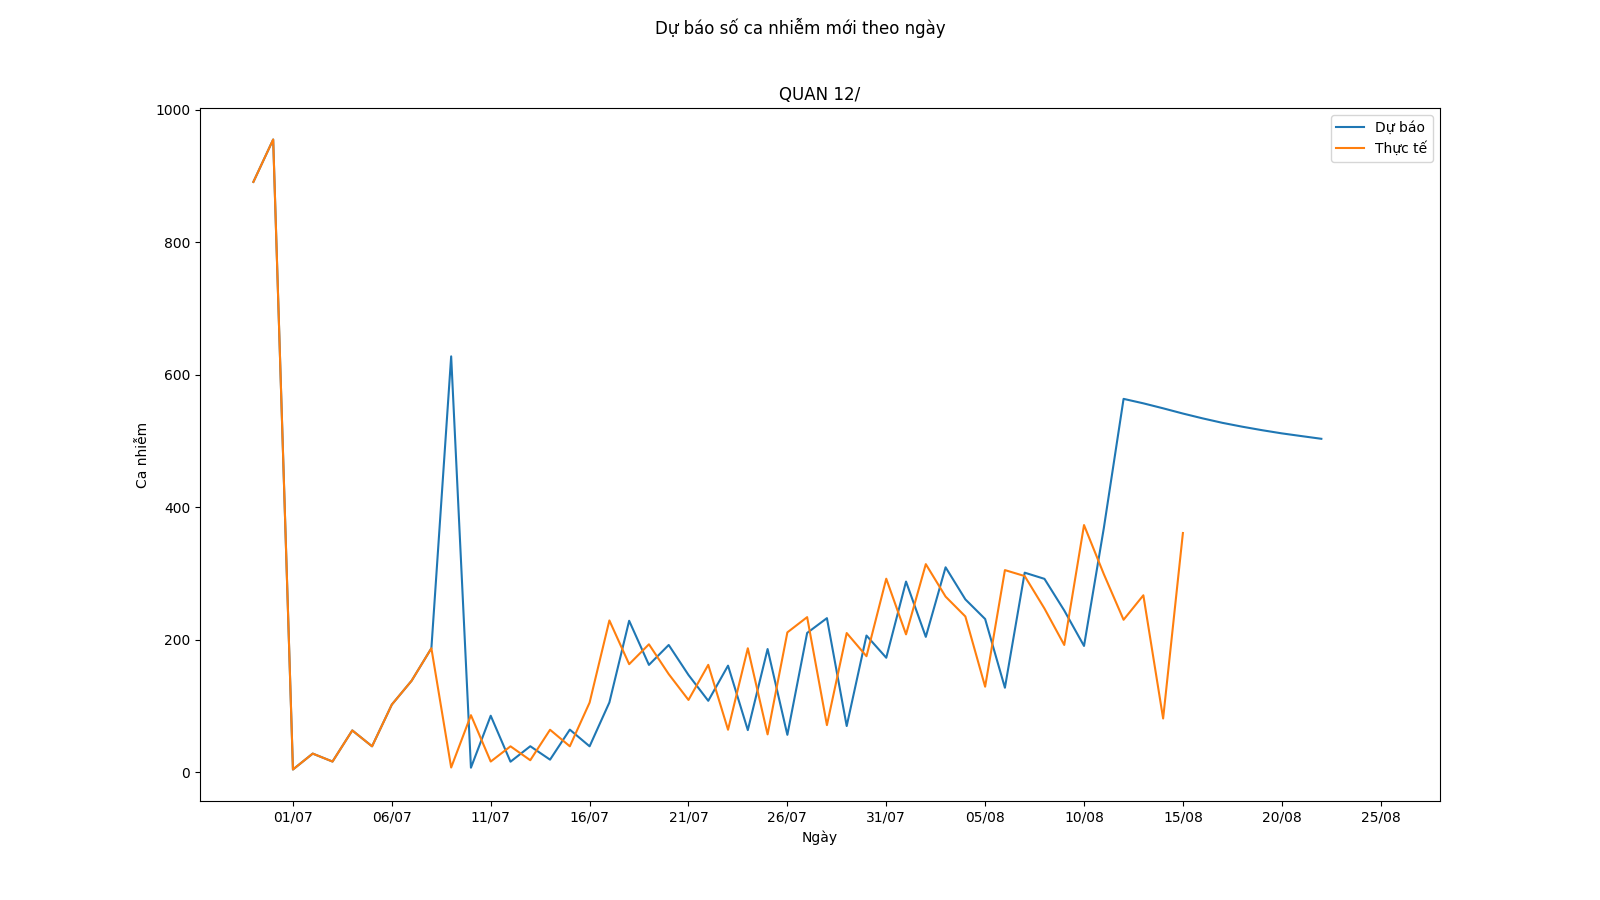 Dự báo số ca nhiễm mới theo ngày
QUAN 12/
1000
800
600
400
200
0
Ca nhiễm
Dự báo
Thực tế
01/07 06/07 11/07 16/07 21/07 26/07 31/07 05/08 10/08 15/08 20/08 25/08
Ngày